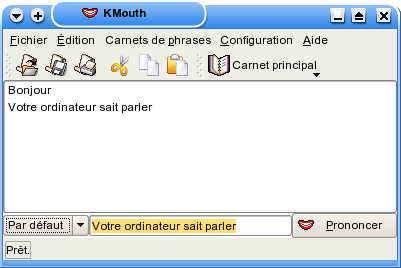 KMouth
Fichier Édition Carnets de phrases Configuration Aide
Carnet principal
Bonjour
Votre ordinateur sait parler
Par défaut Votre ordinateur sait parler Prononcer
Prêt.